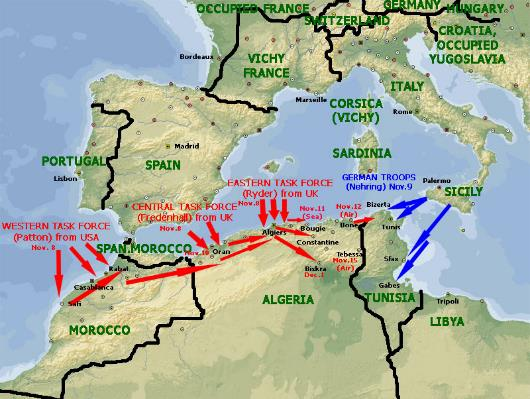 OCCUPIED FRANCE
GERMANY
HUNGARY
SWITZERLAND
CROATIA,
OCCUPIED
YUGOSLAVIA
Bordeaux
VICHY
FRANCE
ITALY
Marseille
CORSICA
(VICHY)
Rome
Madrid
PORTUGAL
SPAIN
SARDINIA
Lisbon
GERMAN TROOPS
(Nehring) Nov.9
Palermo
SICILY
EASTERN TASK FORCE
(Ryder) from UK
Nov.8
CENTRAL TASK FORCE
(Fredenhall) from UK
Nov.8
Nov.11
(Sea)
Nov.12
(Air)
Bizerta
WESTERN TASK FORCE
(Patton) from USA
Nov. 8
SPAN.MOROCCO
Nov.10
Oran
Algiers
Bougie
Bone
Tunis
Constantine
Tebessa
Nov.15
(Air)
Biskra
Dec.1
Sfax
Gabes
Rabat
Casablanca
Safi
MOROCCO
ALGERIA
TUNISIA
Tripoli
LIBYA